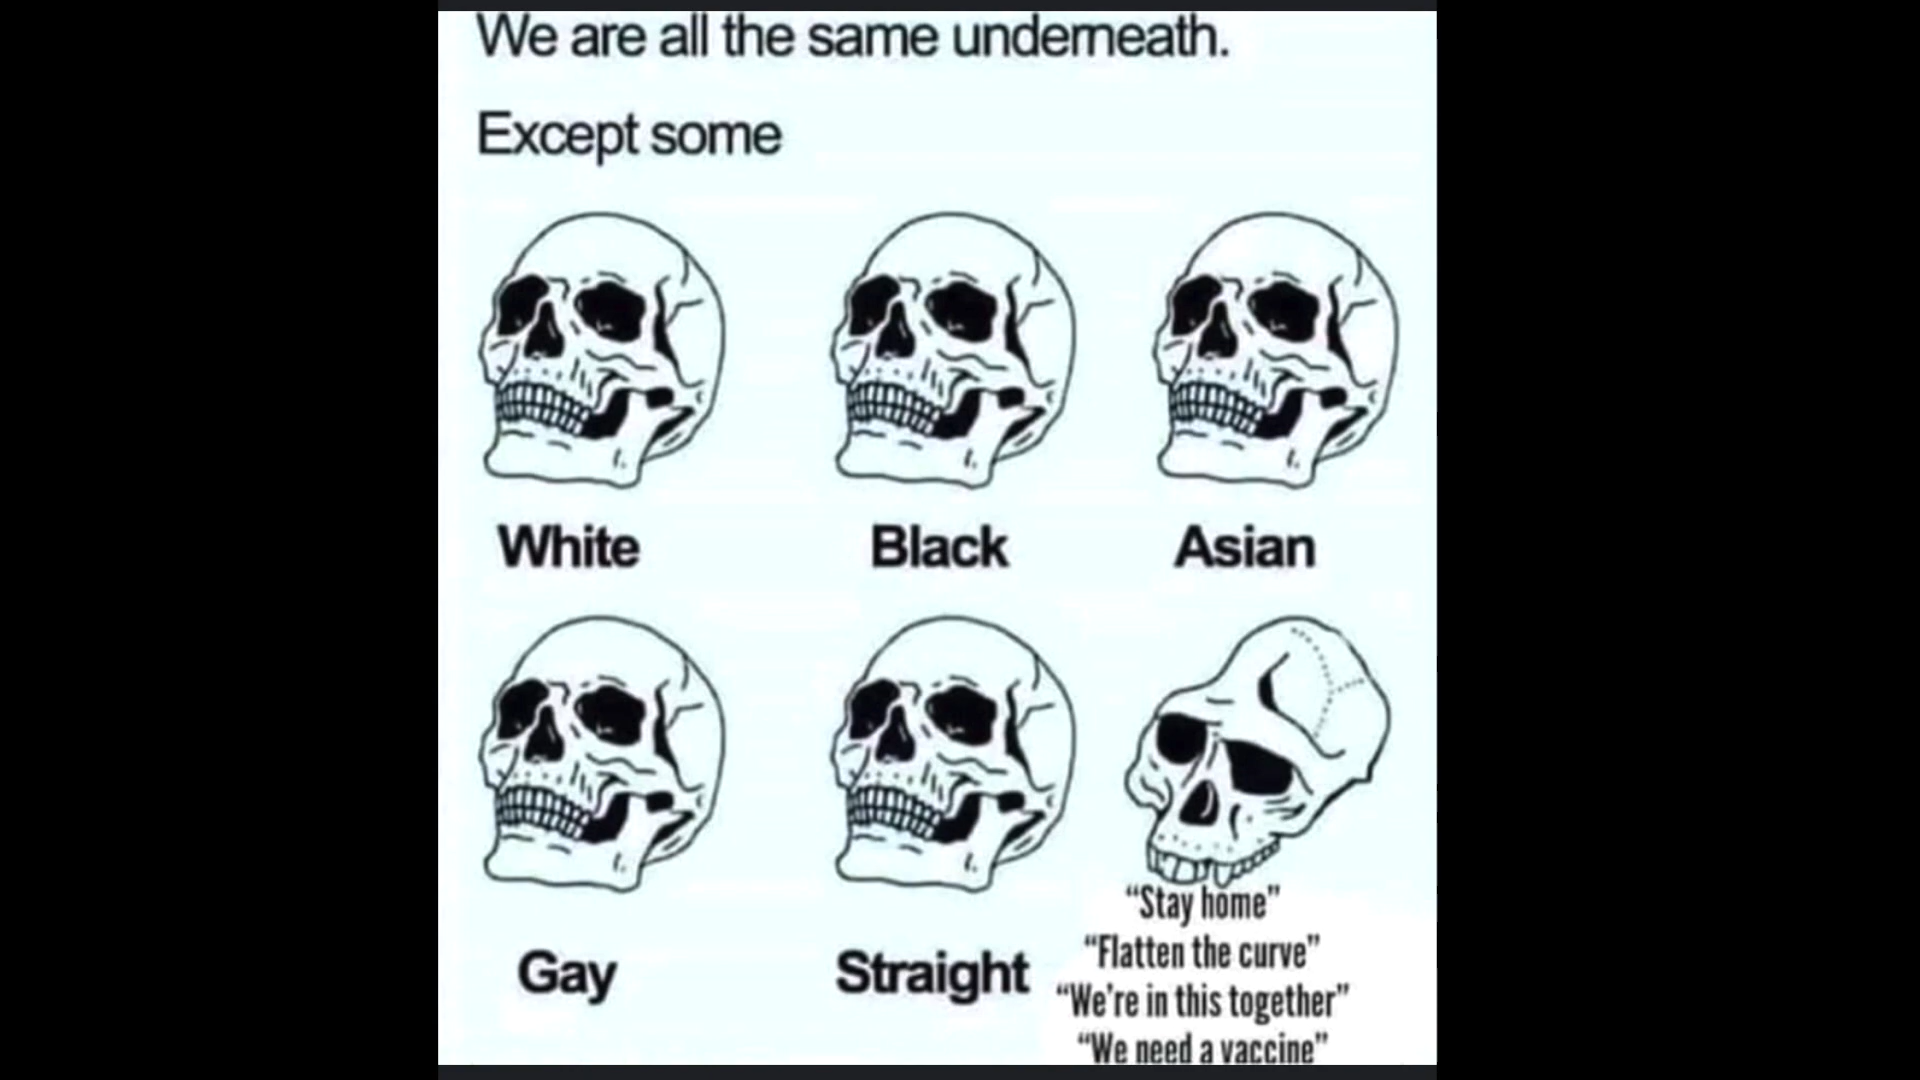 We are all the same underneath.
Except some
White
Black
Asian
Gay
Straight
“Stay home”
“Flatten the curve”
“We’re in this together”
“We need a vaccine”